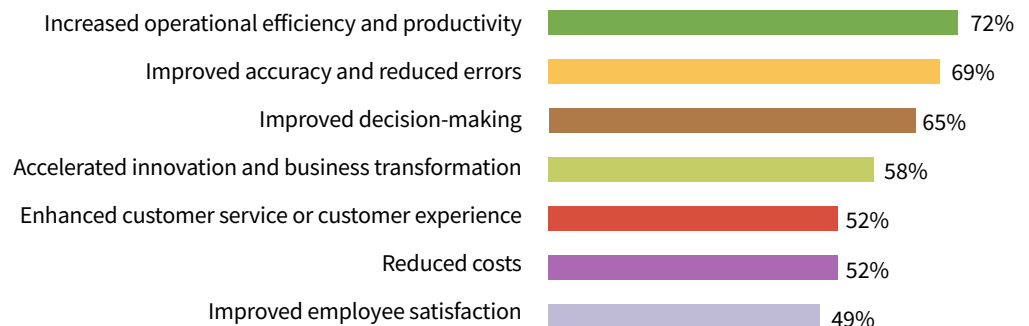 Increased operational efficiency and productivity 72%
Improved accuracy and reduced errors 69%
Improved decision-making 65%
Accelerated innovation and business transformation 58%
Enhanced customer service or customer experience 52%
Reduced costs 52%
Improved employee satisfaction 49%